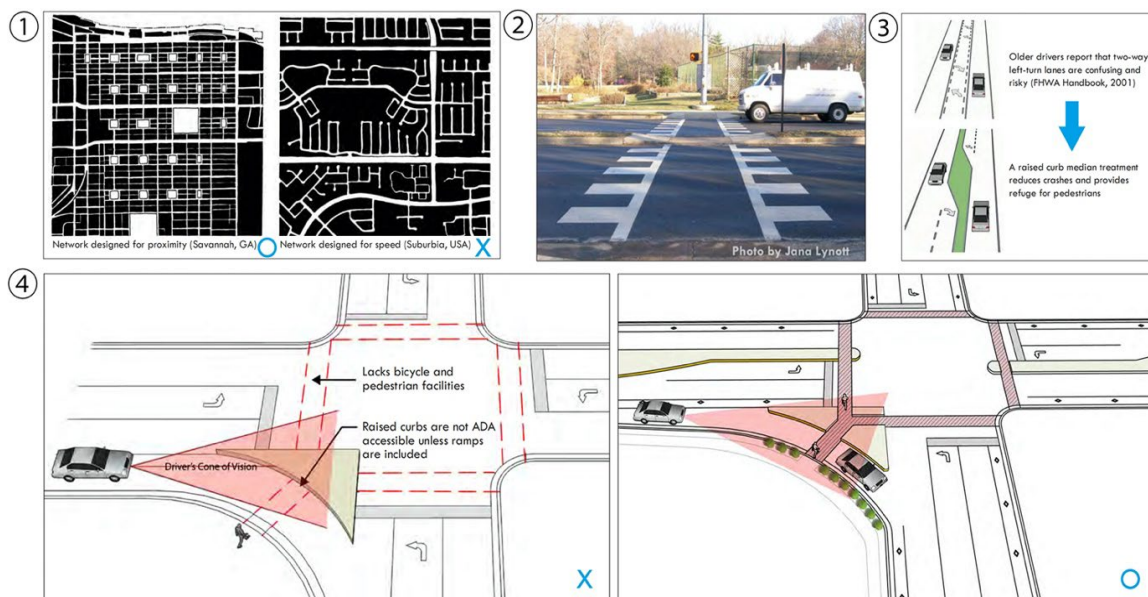 1
Network designed for proximity (Savannah, GA) O
Network designed for speed (Suburbia, USA) X
2
Photo by Jana Lynott
3
Older drivers report that two-way
left-turn lanes are confusing and
risky (FHWA Handbook, 2001)
A raised curb median treatment
reduces crashes and provides
refuge for pedestrians
4
Lacks bicycle and
pedestrian facilities
Raised curbs are not ADA
accessible unless ramps
are included
Driver's Cone of Vision
X
O